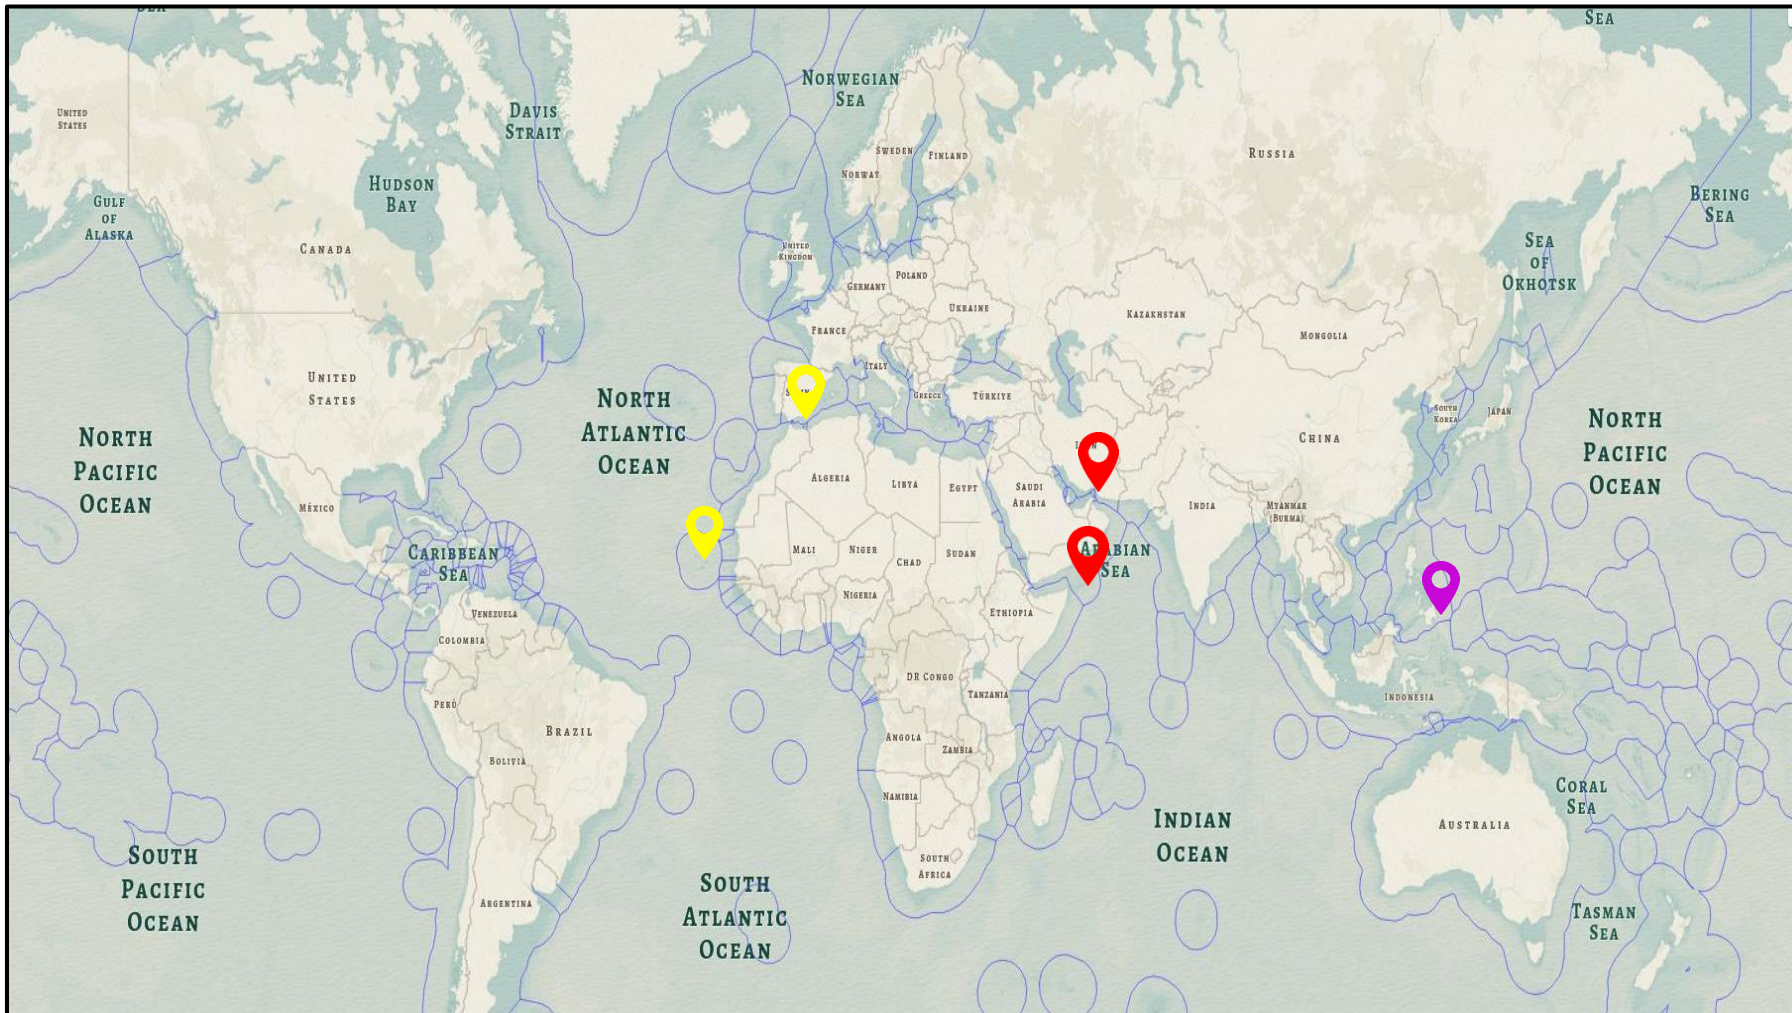 SEA
SEA
NORWEGIAN
SEA
DAVIS
STRAIT
UNITED
STATES
RUSSIA
SWEDEN
FINLAND
NORWAY
HUDSON
BAY
BERING
SEA
GULF
OF
ALASKA
CANADA
UNITED
KINGDOM
SEA
OF
OKHOTSK
POLAND
GERMANY
UKRAINE
KAZAKHSTAN
FRANCE
MONGOLIA
ITALY
UNITED
STATES
NORTH
ATLANTIC
OCEAN
GREECE
TÜRKIYE
SOUTH
KOREA
JAPAN
NORTH
PACIFIC
OCEAN
NORTH
PACIFIC
OCEAN
CHINA
ALGERIA
LIBYA
EGYPT
SAUDI
ARABIA
INDIA
MYANMAR
(BURMA)
MÉXICO
CARIBBEAN
SEA
MALI
NIGER
CHAD
SUDAN
ARABIAN
SEA
NIGERIA
ETHIOPIA
VENEZUELA
COLOMBIA
DR CONGO
TANZANIA
INDONESIA
PERÚ
BRAZIL
ANGOLA
ZAMBIA
BOLIVIA
NAMIBIA
CORAL
SEA
INDIAN
OCEAN
AUSTRALIA
SOUTH
AFRICA
SOUTH
PACIFIC
OCEAN
SOUTH
ATLANTIC
OCEAN
ARGENTINA
TASMAN
SEA